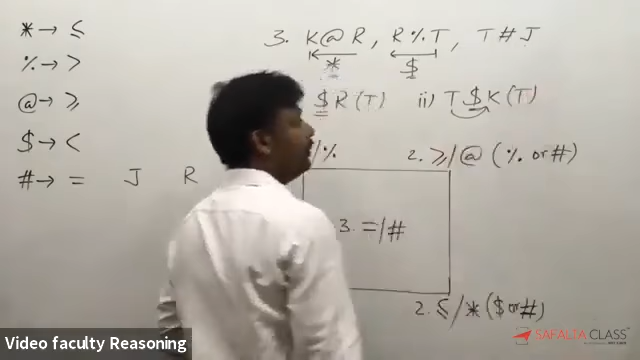 * → ≤
% → >
@ → ≥
$ → <
# → = J R
3. K@R, R%T, T#J
* $
$R(T) ii) T$K(T)
/% 2. ≥/@ (% or #)
3. =/#
2. ≤/* ($ or #)
SAFALTA CLASS
Video faculty Reasoning